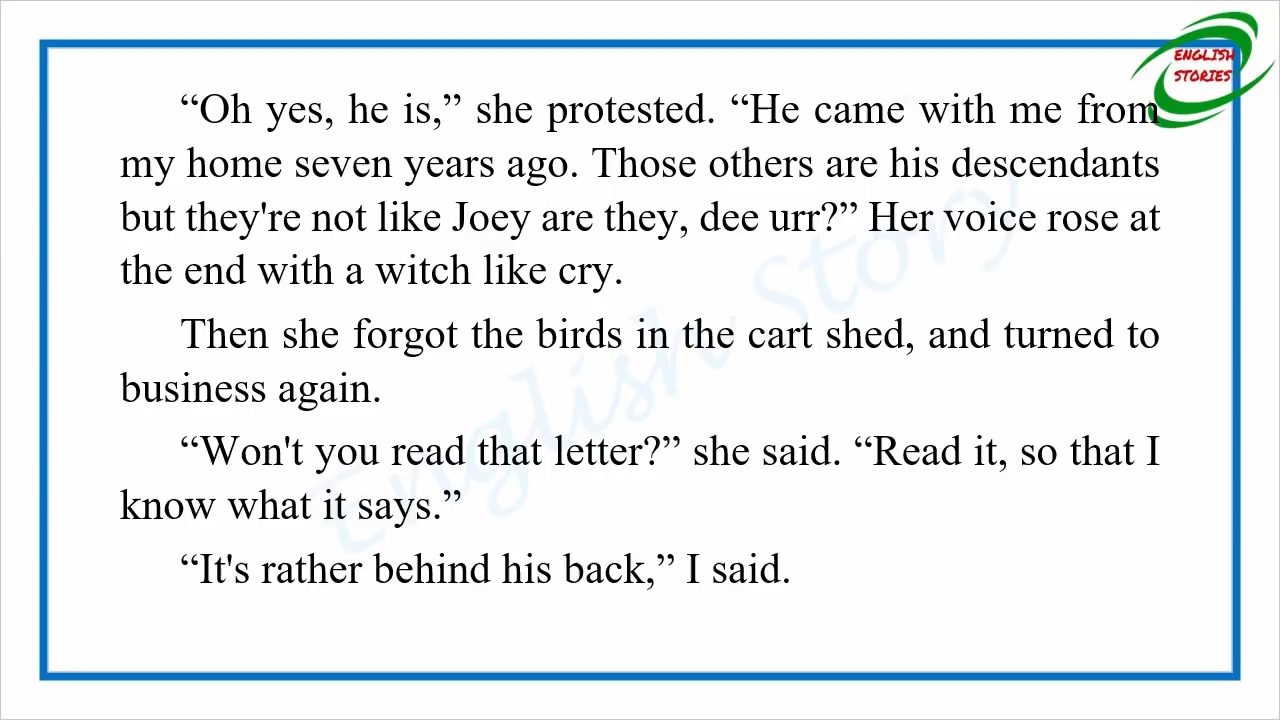 ENGLISH
STORIES
“Oh yes, he is,” she protested. “He came with me from
my home seven years ago. Those others are his descendants
but they're not like Joey are they, dee urr?” Her voice rose at
the end with a witch like cry.
Then she forgot the birds in the cart shed, and turned to
business again.
“Won't you read that letter?” she said. “Read it, so that I
know what it says.”
“It's rather behind his back,” I said.
English Story